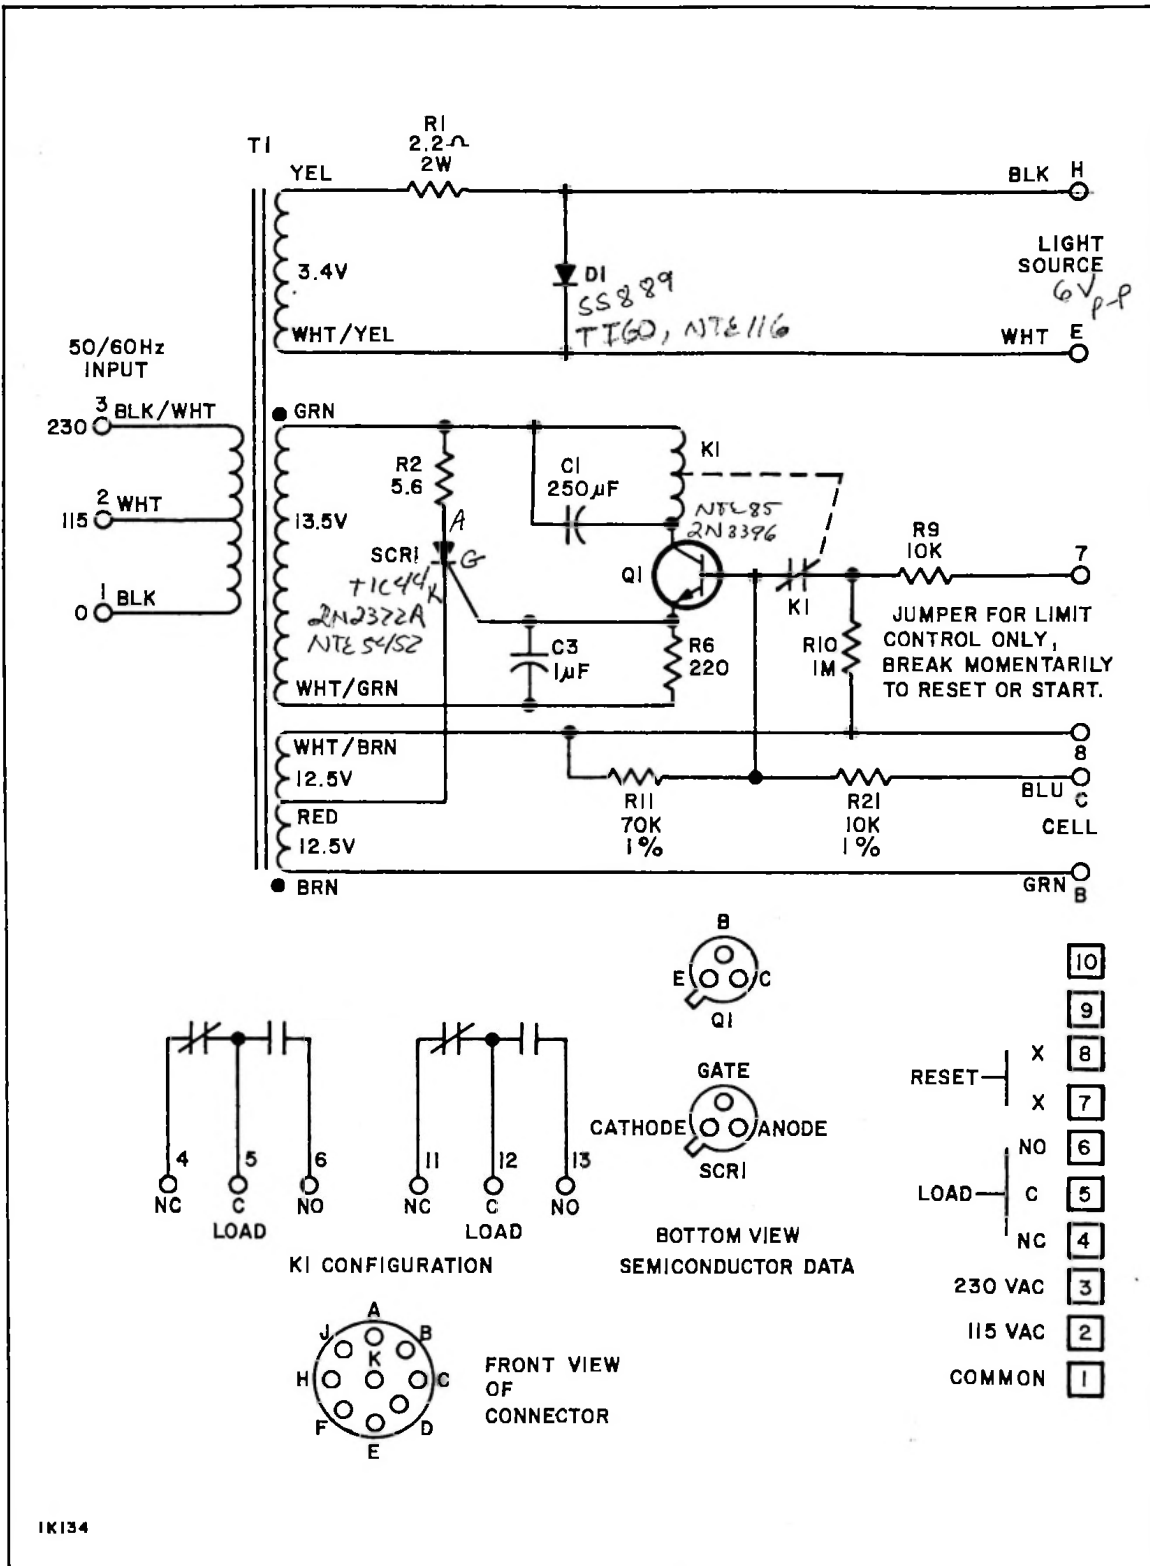 T1
R1
2.2Ω
2W
YEL
BLK H
3.4V
D1
SS889
TI60, NTE116
LIGHT
SOURCE
6V p-p
WHT/YEL
WHT E
50/60Hz
INPUT
3 BLK/WHT
230
2 WHT
115
1 BLK
0
GRN
R2
5.6
C1
250µF
K1
NTE85
2N3396
13.5V
A
SCR1
G
TIC44
K
2N2322A
NTE5452
Q1
K1
R9
10K
7
JUMPER FOR LIMIT
CONTROL ONLY,
BREAK MOMENTARILY
TO RESET OR START.
C3
1µF
R6
220
R10
1M
WHT/GRN
WHT/BRN
12.5V
8
R11
70K
1%
R21
10K
1%
BLU C
CELL
RED
12.5V
BRN
GRN B
4
5
6
NC
C
NO
LOAD
11
12
13
NC
C
NO
LOAD
K1 CONFIGURATION
B
E
C
Q1
GATE
CATHODE
ANODE
SCR1
BOTTOM VIEW
SEMICONDUCTOR DATA
10
9
RESET
X 8
X 7
LOAD
NO 6
C 5
NC 4
230 VAC 3
115 VAC 2
COMMON 1
A
J
B
K
H
C
F
D
E
FRONT VIEW
OF
CONNECTOR
1K134